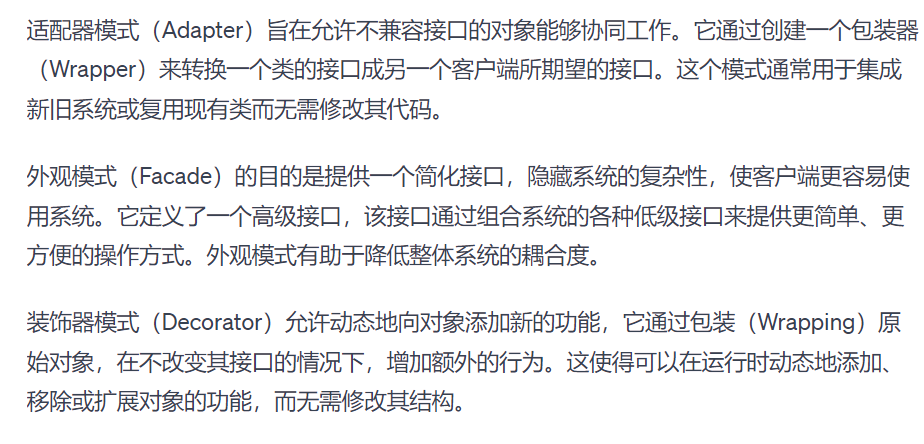 适配器模式（Adapter）旨在允许不兼容接口的对象能够协同工作。它通过创建一个包装器
（Wrapper）来转换一个类的接口成另一个客户端所期望的接口。这个模式通常用于集成
新旧系统或复用现有类而无需修改其代码。
外观模式（Facade）的目的是提供一个简化接口，隐藏系统的复杂性，使客户端更容易使
用系统。它定义了一个高级接口，该接口通过组合系统的各种低级接口来提供更简单、更
方便的操作方式。外观模式有助于降低整体系统的耦合度。
装饰器模式（Decorator）允许动态地向对象添加新的功能，它通过包装（Wrapping）原
始对象，在不改变其接口的情况下，增加额外的行为。这使得可以在运行时动态地添加、
移除或扩展对象的功能，而无需修改其结构。